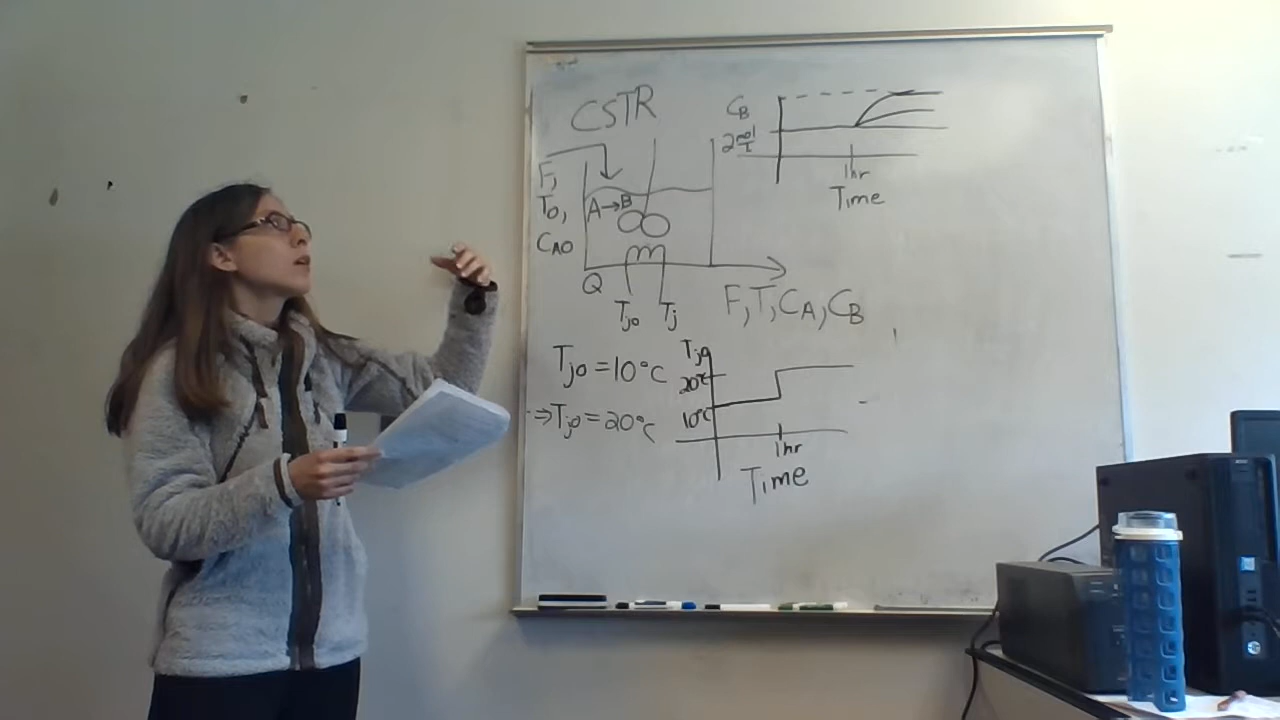 CSTR
F,
T0,
CA0
A→B
Q
Tj0 Tj
F, T, CA, CB
CB
2 mol/L
1hr
Time
Tj0 = 10°C
⇒ Tj0 = 20°C
Tj0
20°C
10°C
1hr
Time